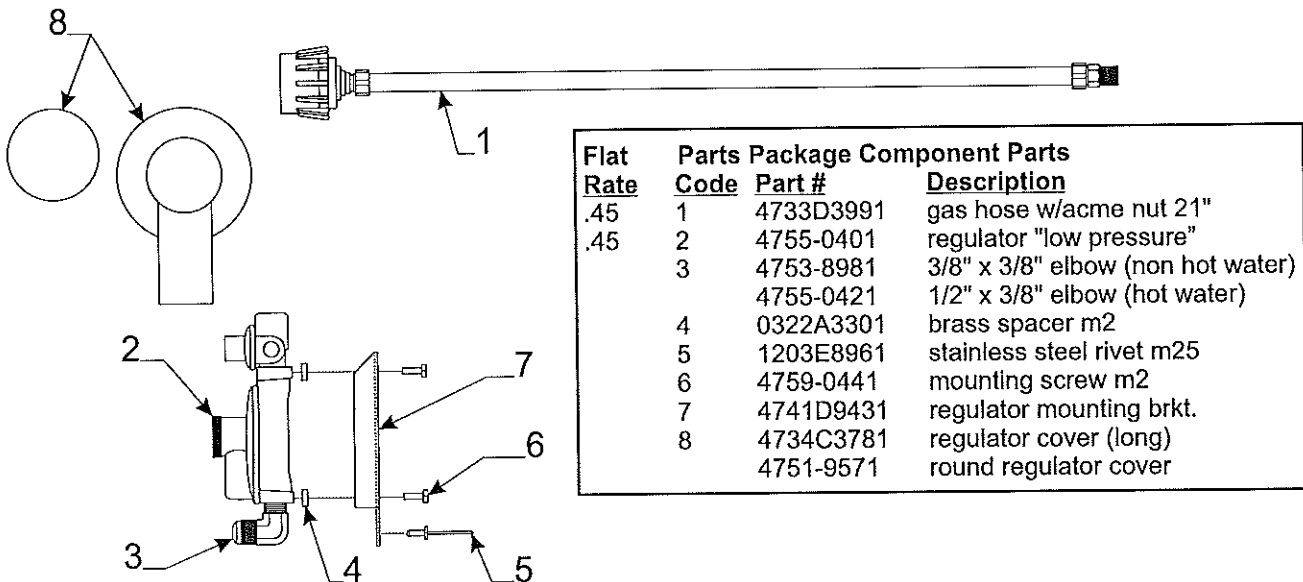 8
1
Flat Parts Package Component Parts
Rate Code Part # Description
.45 1 4733D3991 gas hose w/acme nut 21"
.45 2 4755-0401 regulator "low pressure"
3 4753-8981 3/8" x 3/8" elbow (non hot water)
4755-0421 1/2" x 3/8" elbow (hot water)
4 0322A3301 brass spacer m2
5 1203E8961 stainless steel rivet m25
6 4759-0441 mounting screw m2
7 4741D9431 regulator mounting brkt.
8 4734C3781 regulator cover (long)
4751-9571 round regulator cover
2
7
6
3
4
5